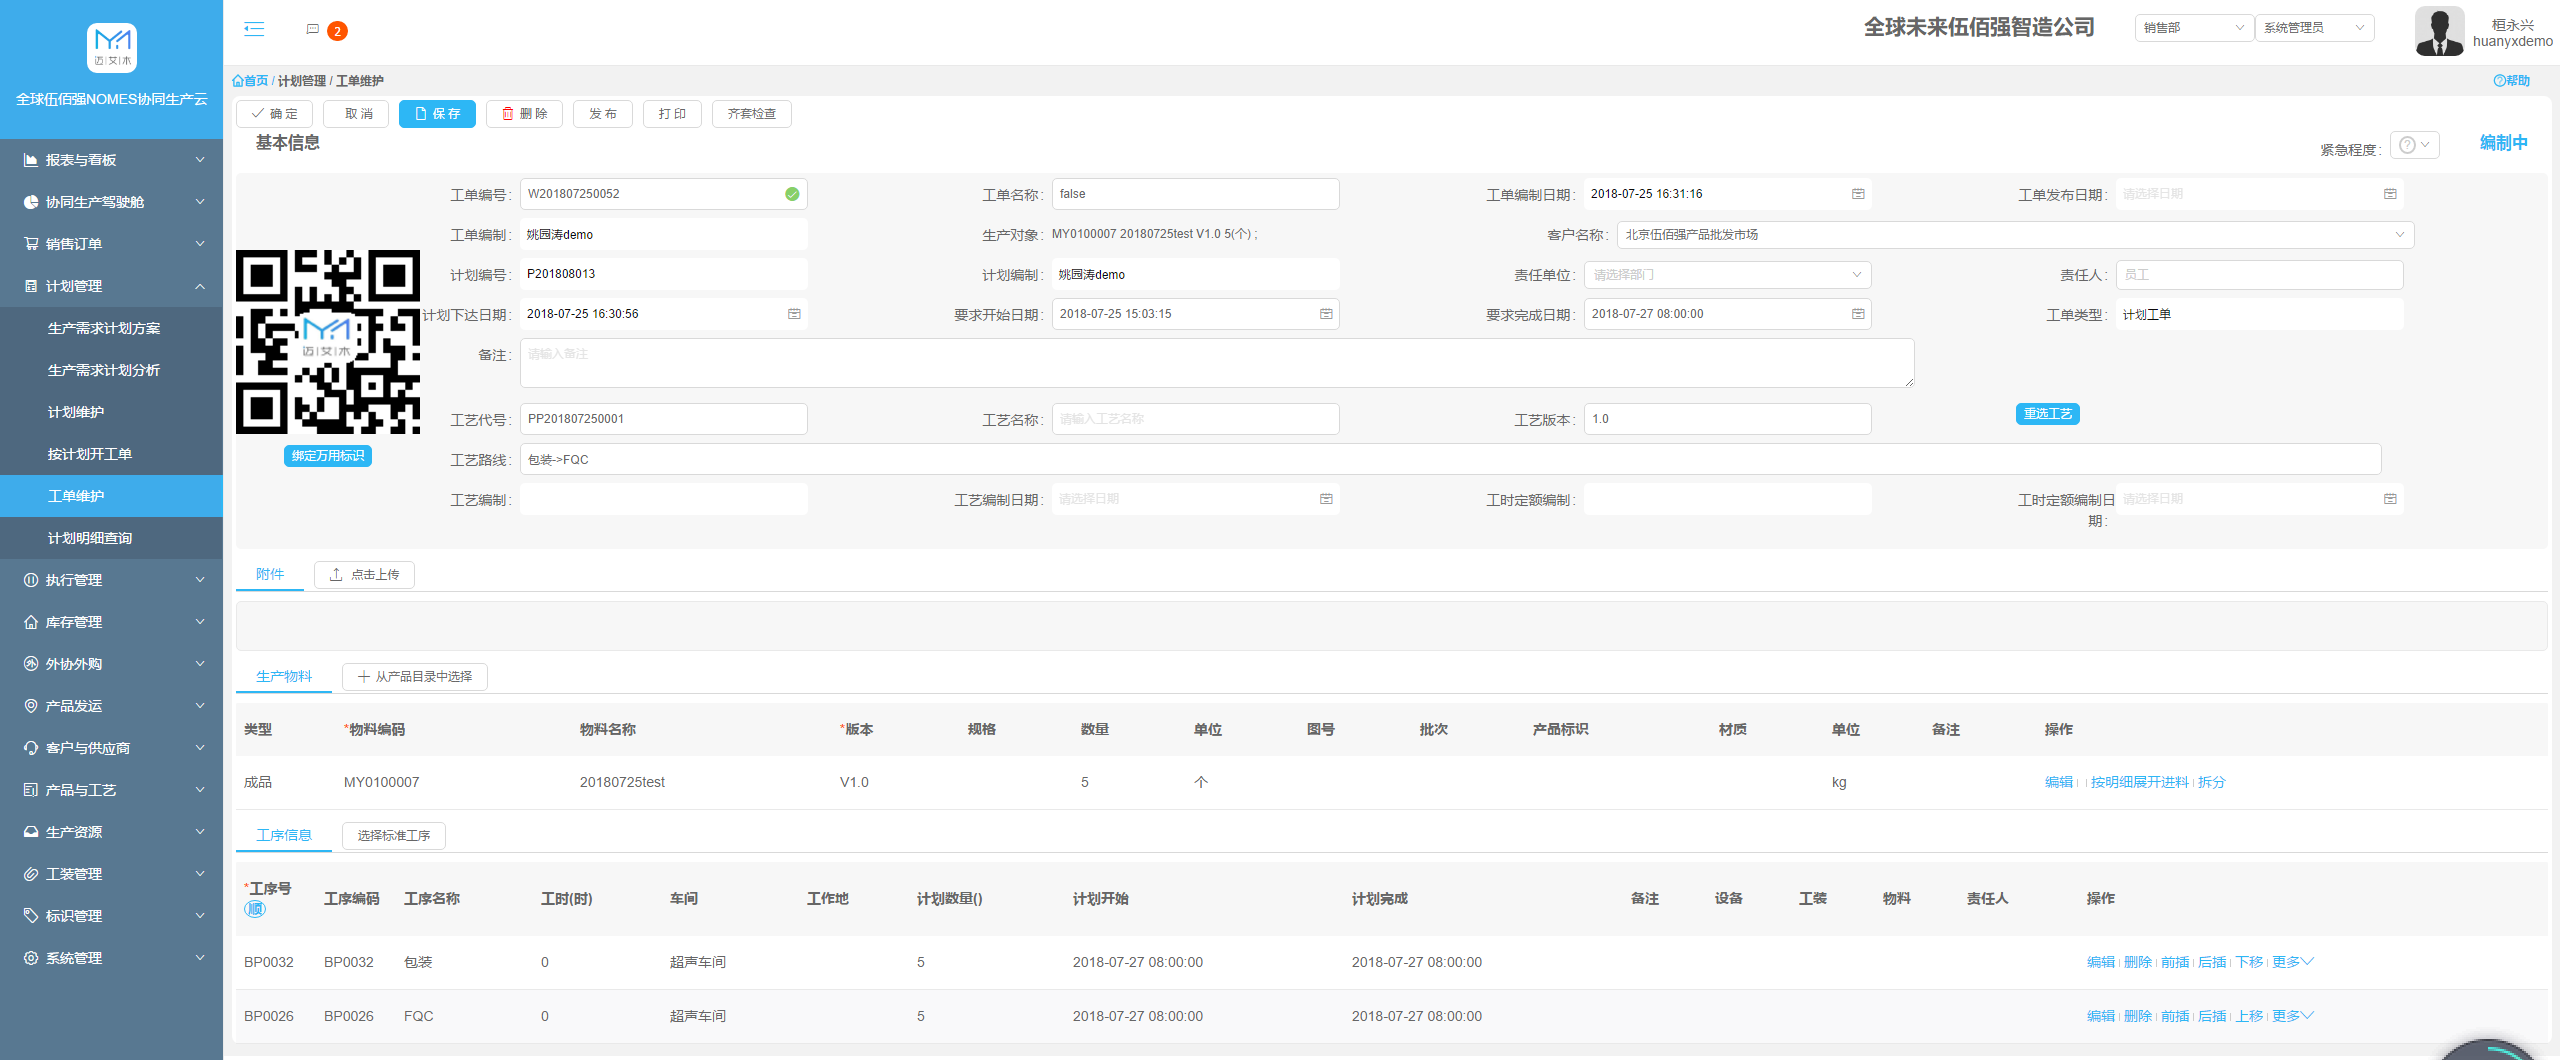 迈艾木
全球伍佰强NOMES协同生产云
报表与看板
协同生产驾驶舱
销售订单
计划管理
生产需求计划方案
生产需求计划分析
计划维护
按计划开工单
工单维护
计划明细查询
执行管理
库存管理
外协外购
产品发运
客户与供应商
产品与工艺
生产资源
工装管理
标识管理
系统管理
2
全球未来伍佰强智造公司
销售部
系统管理员
桓永兴
huanyxdemo
首页 / 计划管理 / 工单维护
帮助
确 定 取 消 保 存 删 除 发 布 打 印 齐套检查
基本信息
紧急程度:
编制中
工单编号: W201807250052 工单名称: false 工单编制日期: 2018-07-25 16:31:16 工单发布日期: 请选择日期
工单编制: 姚园涛demo 生产对象: MY0100007 20180725test V1.0 5(个) ; 客户名称: 北京伍佰强产品批发市场
计划编号: P201808013 计划编制: 姚园涛demo 责任单位: 请选择部门 责任人: 员工
计划下达日期: 2018-07-25 16:30:56 要求开始日期: 2018-07-25 15:03:15 要求完成日期: 2018-07-27 08:00:00 工单类型: 计划工单
备注: 请输入备注
迈艾木
工艺代号: PP201807250001 工艺名称: 请输入工艺名称 工艺版本: 1.0 重选工艺
绑定万用标识
工艺路线: 包装->FQC
工艺编制: 工艺编制日期: 请选择日期 工时定额编制: 工时定额编制日期: 请选择日期
附件 点击上传
生产物料 从产品目录中选择
类型 *物料编码 物料名称 *版本 规格 数量 单位 图号 批次 产品标识 材质 单位 备注 操作
成品 MY0100007 20180725test V1.0 5 个 kg 编辑 | | 按明细展开进料 | 拆分
工序信息 选择标准工序
*工序号 顺 工序编码 工序名称 工时(时) 车间 工作地 计划数量() 计划开始 计划完成 备注 设备 工装 物料 责任人 操作
BP0032 BP0032 包装 0 超声车间 5 2018-07-27 08:00:00 2018-07-27 08:00:00 编辑 | 删除 | 前插 | 后插 | 下移 | 更多
BP0026 BP0026 FQC 0 超声车间 5 2018-07-27 08:00:00 2018-07-27 08:00:00 编辑 | 删除 | 前插 | 后插 | 上移 | 更多